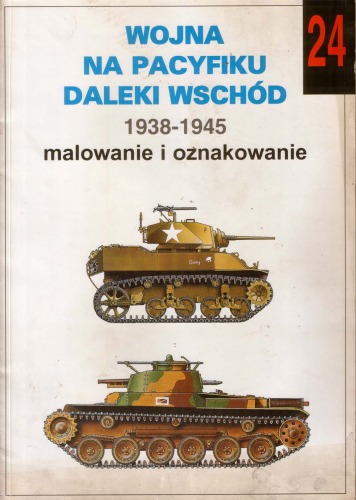 24
WOJNA
NA PACYFIKU
DALEKI WSCHÓD
1938-1945
malowanie i oznakowanie